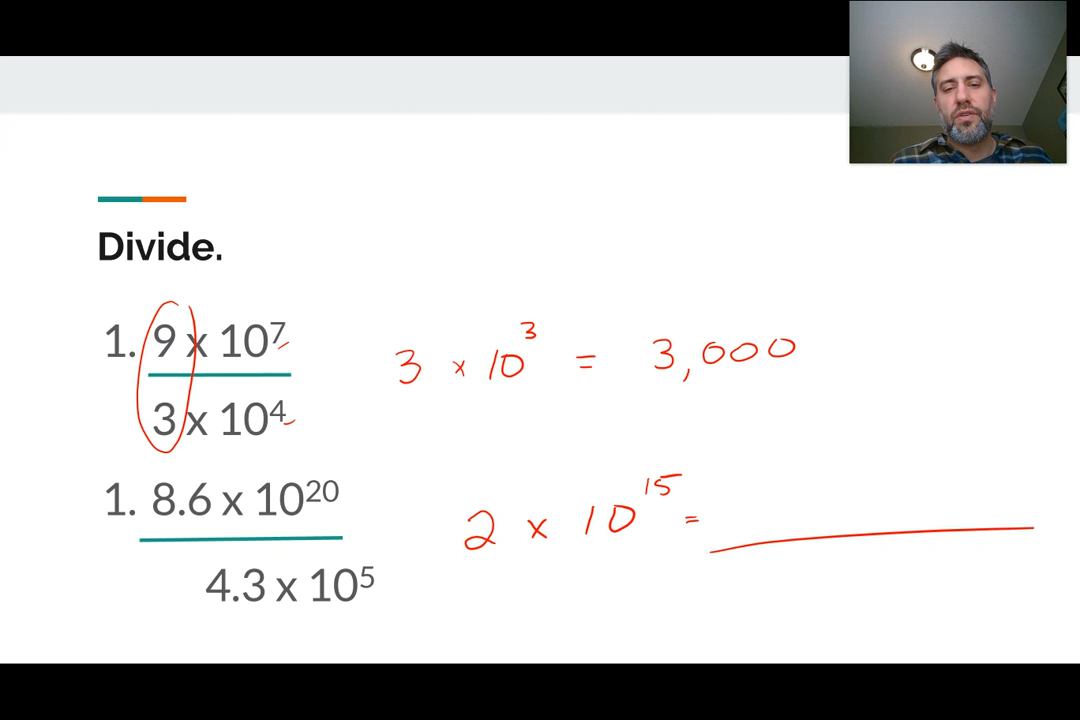 Divide.
1. 9 x 10⁷
3 x 10⁴
3 x 10³ = 3,000
1. 8.6 x 10²⁰
4.3 x 10⁵
2 x 10¹⁵ =